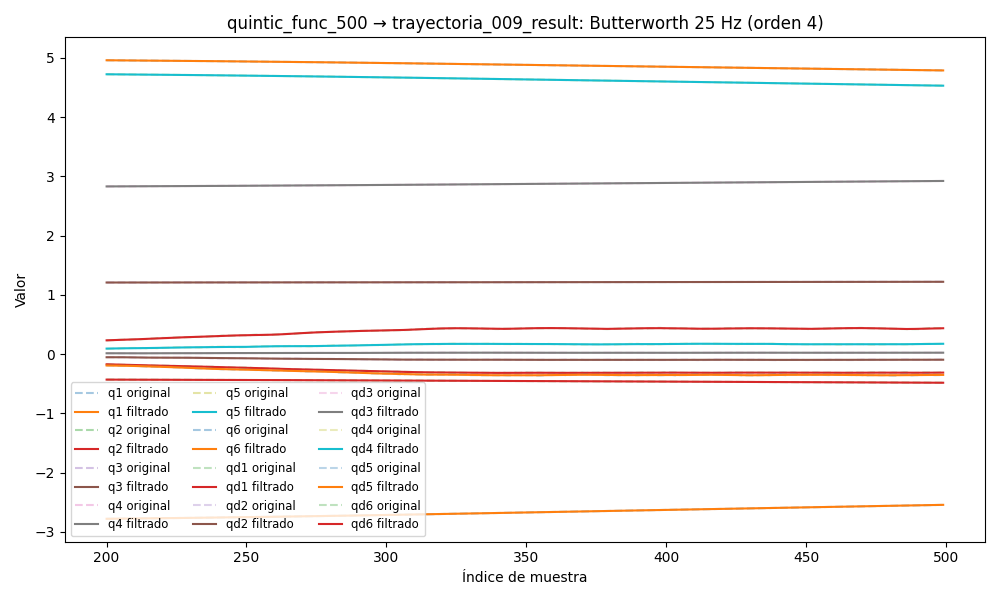 quintic_func_500 → trayectoria_009_result: Butterworth 25 Hz (orden 4)
Valor
5
4
3
2
1
0
−1
−2
−3
q1 original
q1 filtrado
q2 original
q2 filtrado
q3 original
q3 filtrado
q4 original
q4 filtrado
q5 original
q5 filtrado
q6 original
q6 filtrado
qd1 original
qd1 filtrado
qd2 original
qd2 filtrado
qd3 original
qd3 filtrado
qd4 original
qd4 filtrado
qd5 original
qd5 filtrado
qd6 original
qd6 filtrado
200 250 300 350 400 450 500
Índice de muestra